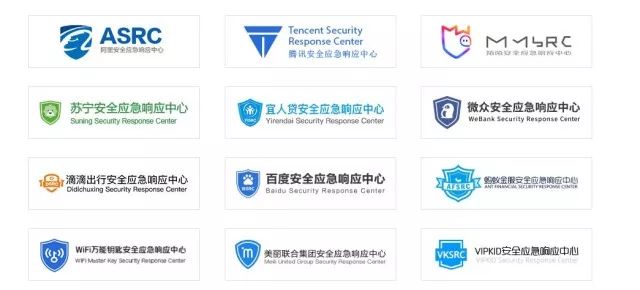 ASRC
阿里安全应急响应中心
Tencent Security
Response Center
腾讯安全应急响应中心
MMSRC
陌陌安全应急响应中心
苏宁安全应急响应中心
Suning Security Response Center
YISRC
宜人贷安全应急响应中心
Yirendai Security Response Center
微众安全应急响应中心
WeBank Security Response Center
DSRC
滴滴出行安全应急响应中心
Didichuxing Security Response Center
BSRC
百度安全应急响应中心
Baidu Security Response Center
AFSRC
蚂蚁金服安全应急响应中心
ANT FINANCIAL SECURITY RESPONSE CENTER
WiFi万能钥匙安全应急响应中心
WiFi Master Key Security Response Center
美丽联合集团安全应急响应中心
Meili United Group Security Response Center
VKSRC
VIPKID安全应急响应中心
VIPKID Security Response Center